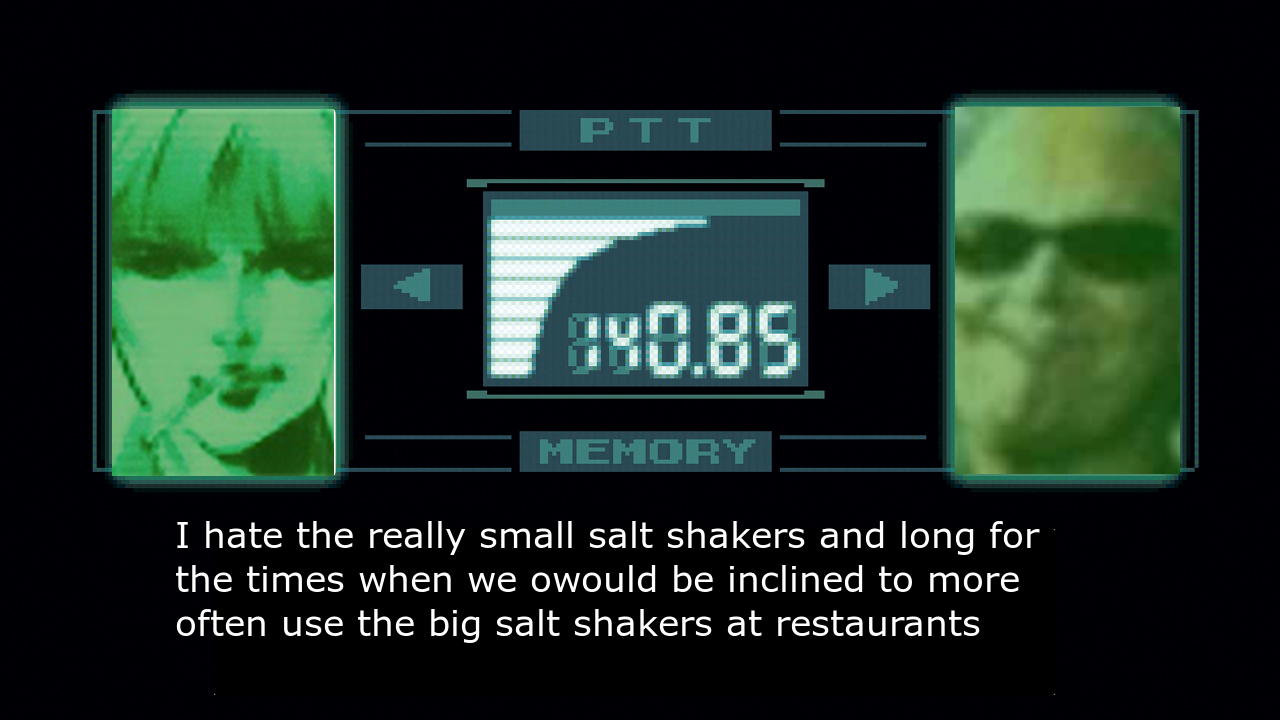 PTT
140.85
MEMORY
I hate the really small salt shakers and long for
the times when we owould be inclined to more
often use the big salt shakers at restaurants